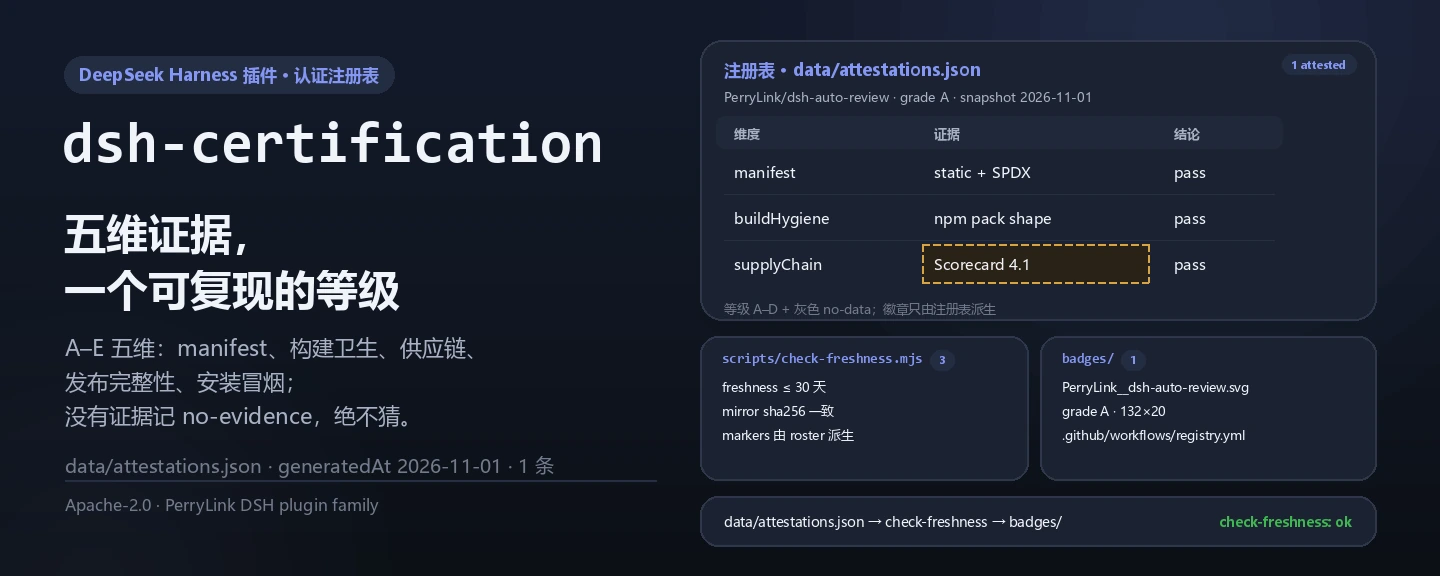 DeepSeek Harness 插件 • 认证注册表
dsh-certification
五维证据，
一个可复现的等级
A–E 五维：manifest、构建卫生、供应链、
发布完整性、安装冒烟；
没有证据记 no-evidence，绝不猜。
data/attestations.json · generatedAt 2026-11-01 · 1 条
Apache-2.0 · PerryLink DSH plugin family
注册表 • data/attestations.json
1 attested
PerryLink/dsh-auto-review · grade A · snapshot 2026-11-01
维度 证据 结论
manifest static + SPDX pass
buildHygiene npm pack shape pass
supplyChain Scorecard 4.1 pass
等级 A–D + 灰色 no-data；徽章只由注册表派生
scripts/check-freshness.mjs 3
freshness ≤ 30 天
mirror sha256 一致
markers 由 roster 派生
badges/ 1
PerryLink__dsh-auto-review.svg
grade A · 132×20
.github/workflows/registry.yml
data/attestations.json → check-freshness → badges/
check-freshness: ok